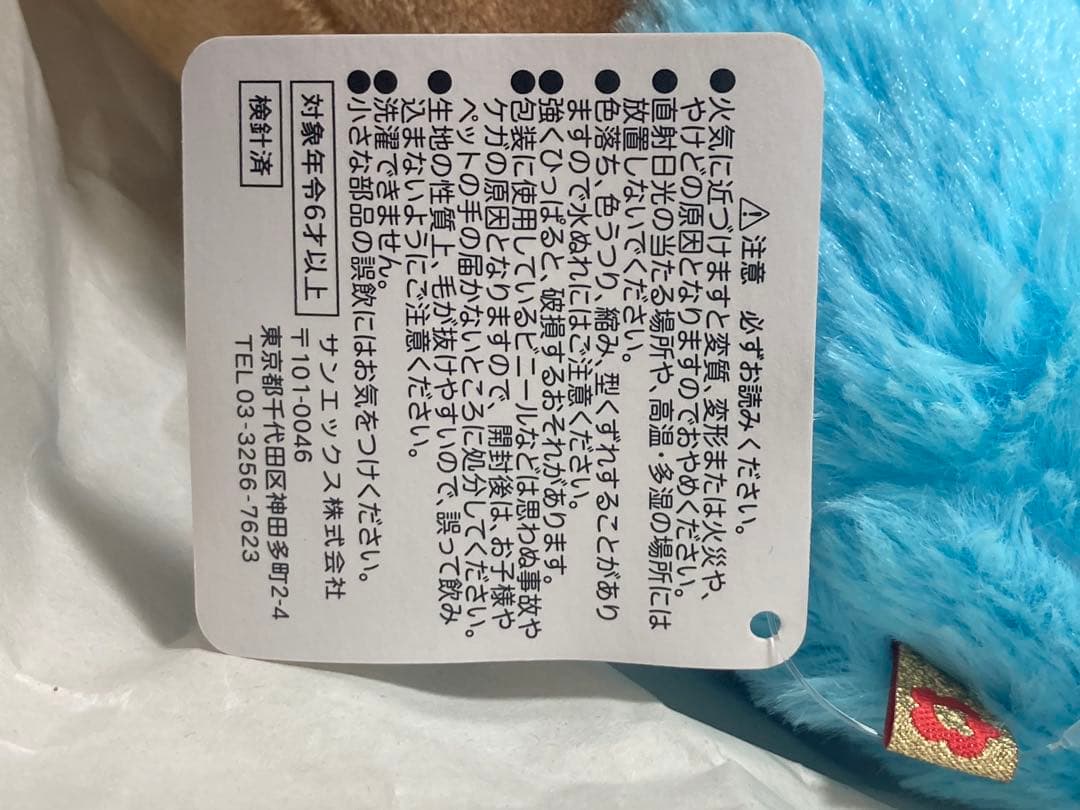 ⚠注意 必ずお読みください。
●火気に近づけますと変質、変形または火災や、
やけどの原因となりますのでおやめください。
●直射日光の当たる場所や、高温・多湿の場所には
放置しないでください。
●色落ち、色うつり、縮み、型くずれすることがあり
ますので水ぬれにはご注意ください。
●強くひっぱると、破損するおそれがあります。
●包装に使用しているビニールなどは思わぬ事故や
ケガの原因となりますので、開封後は、お子様や
ペットの手の届かないところに処分してください。
●生地の性質上、毛が抜けやすいので、誤って飲み
込まないようにご注意ください。
●洗濯できません。
●小さな部品の誤飲にはお気をつけください。
対象年令6才以上
検針済
サンエックス株式会社
〒101-0046
東京都千代田区神田多町2-4
TEL 03-3256-7623